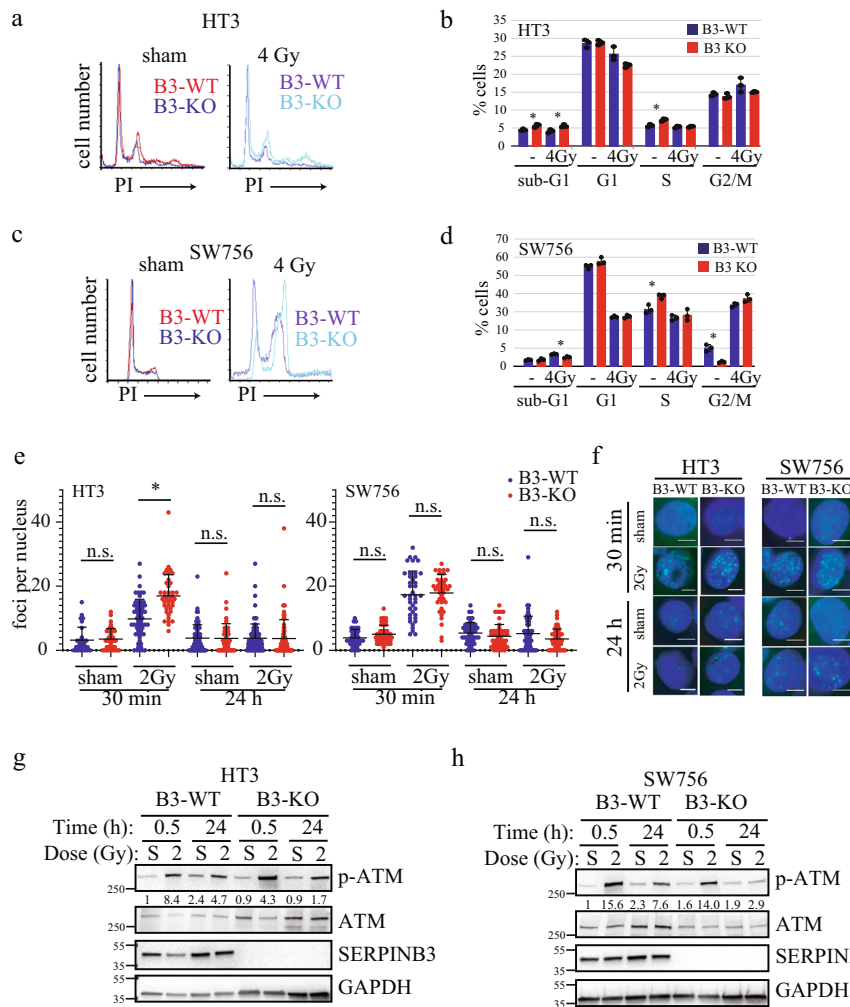 a
HT3
sham
4 Gy
B3-WT
B3-KO
B3-WT
B3-KO
cell number
PI
PI
b
HT3
B3-WT
B3 KO
% cells
35
30
25
20
15
10
5
0
* * *
- 4Gy - 4Gy - 4Gy - 4Gy
sub-G1 G1 S G2/M
c
SW756
sham
4 Gy
B3-WT
B3-KO
B3-WT
B3-KO
cell number
PI
PI
d
SW756
B3-WT
B3 KO
% cells
* * *
- 4Gy - 4Gy - 4Gy - 4Gy
sub-G1 G1 S G2/M
e
HT3
foci per nucleus
40
20
0
n.s. * n.s. n.s.
sham 2Gy sham 2Gy
30 min 24 h
SW756
B3-WT
B3-KO
40
20
0
n.s. n.s. n.s. n.s.
sham 2Gy sham 2Gy
30 min 24 h
f
HT3 SW756
B3-WT B3-KO B3-WT B3-KO
30 min
sham
2Gy
24 h
sham
2Gy
g
HT3
B3-WT B3-KO
Time (h): 0.5 24 0.5 24
Dose (Gy): S 2 S 2 S 2 S 2
250 p-ATM
1 8.4 2.4 4.7 0.9 4.3 0.9 1.7
250 ATM
55
35
SERPINB3
55
35
GAPDH
h
SW756
B3-WT B3-KO
Time (h): 0.5 24 0.5 24
Dose (Gy): S 2 S 2 S 2 S 2
250 p-ATM
1 15.6 2.3 7.6 1.6 14.0 1.9 2.9
250 ATM
55
35
SERPIN
55
35
GAPDH